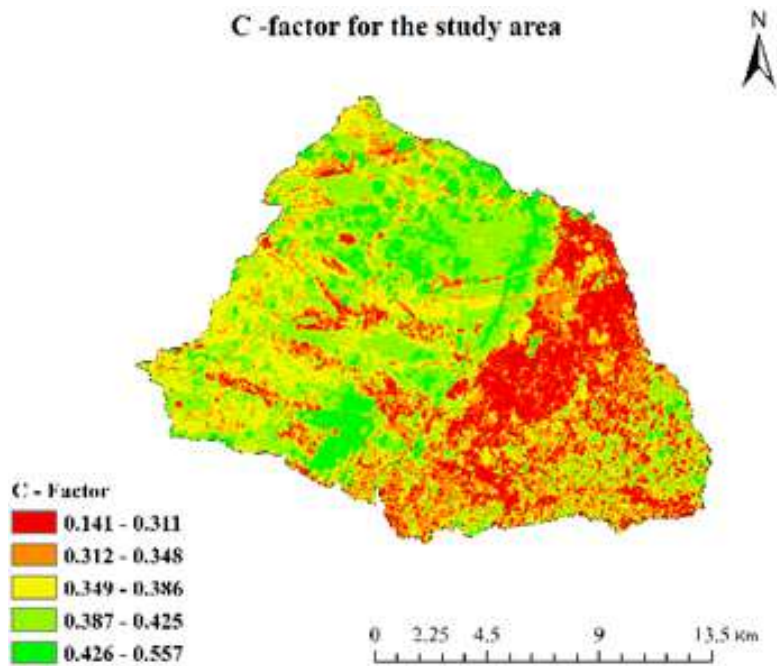 C -factor for the study area
N
C - Factor
0.141 - 0.311
0.312 - 0.348
0.349 - 0.386
0.387 - 0.425
0.426 - 0.557
0 2.25 4.5 9 13.5 Km